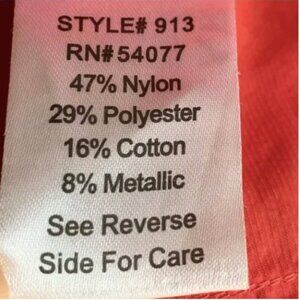 STYLE# 913
RN#54077
47% Nylon
29% Polyester
16% Cotton
8% Metallic
See Reverse
Side For Care